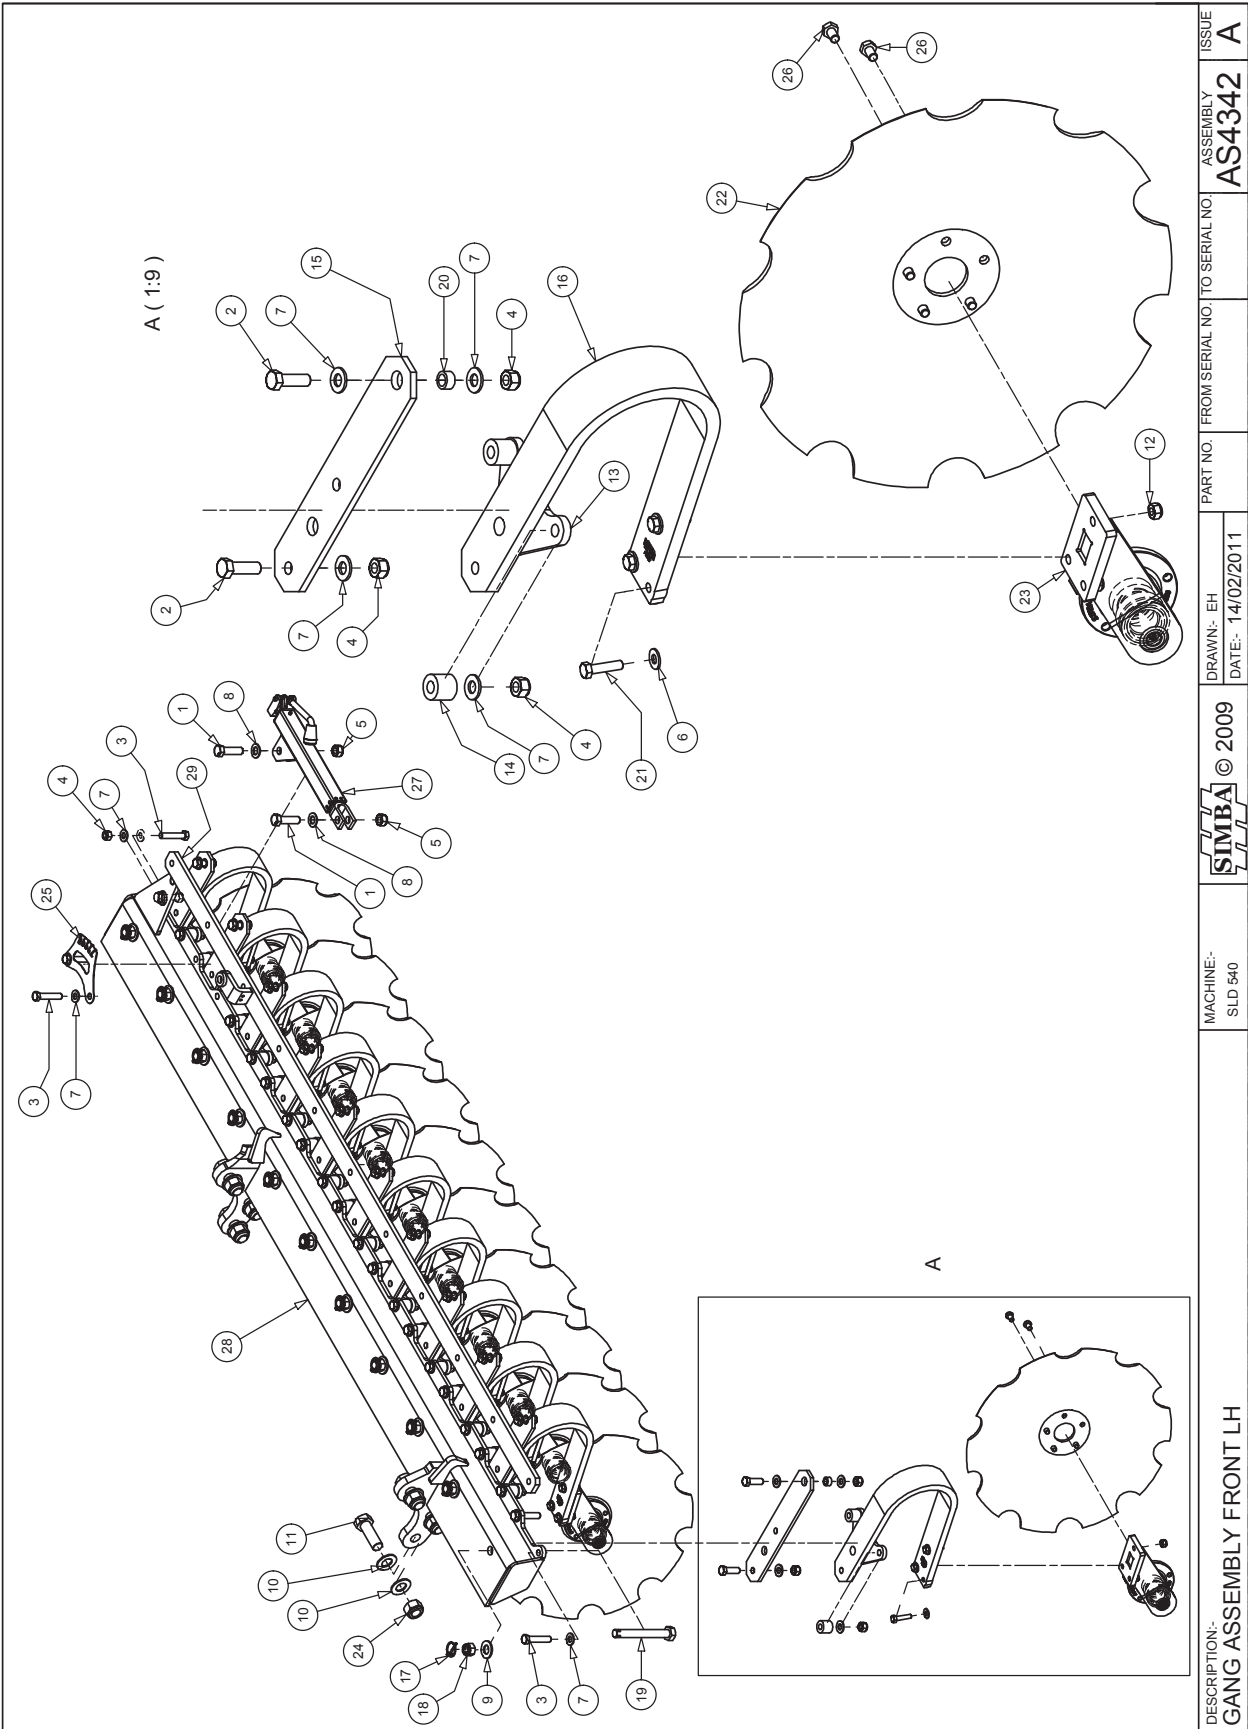 A ( 1:9 )
26
26
22
2
7
15
20
7
4
16
2
7
4
13
12
23
14
7
4
21
6
1
8
5
3
29
27
4
7
25
5
8
1
3
7
28
11
10
10
24
17
18
9
3
7
19
A
DESCRIPTION:-
GANG ASSEMBLY FRONT LH
MACHINE:-
SLD 540
SIMBA © 2009
DRAWN:- EH
DATE:- 14/02/2011
PART NO.
FROM SERIAL NO.
TO SERIAL NO.
ASSEMBLY
AS4342
ISSUE
A